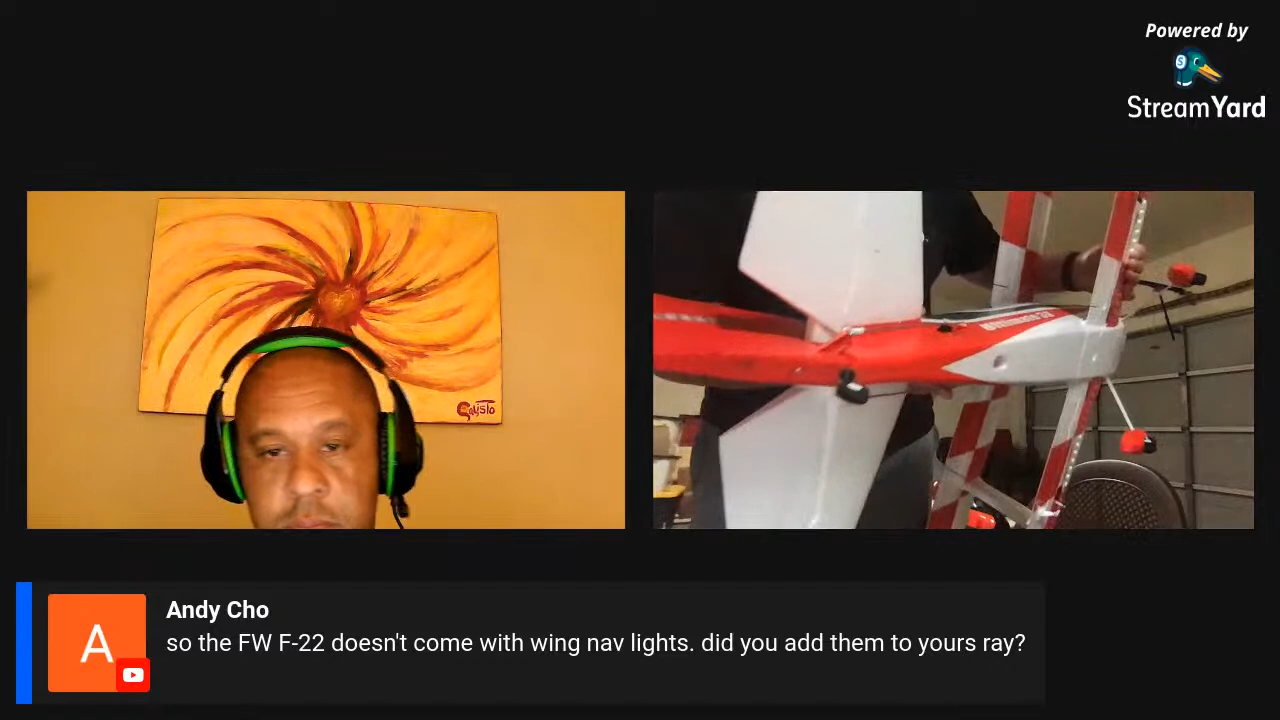 Powered by
StreamYard
S
Andy Cho
A
so the FW F-22 doesn't come with wing nav lights. did you add them to yours ray?